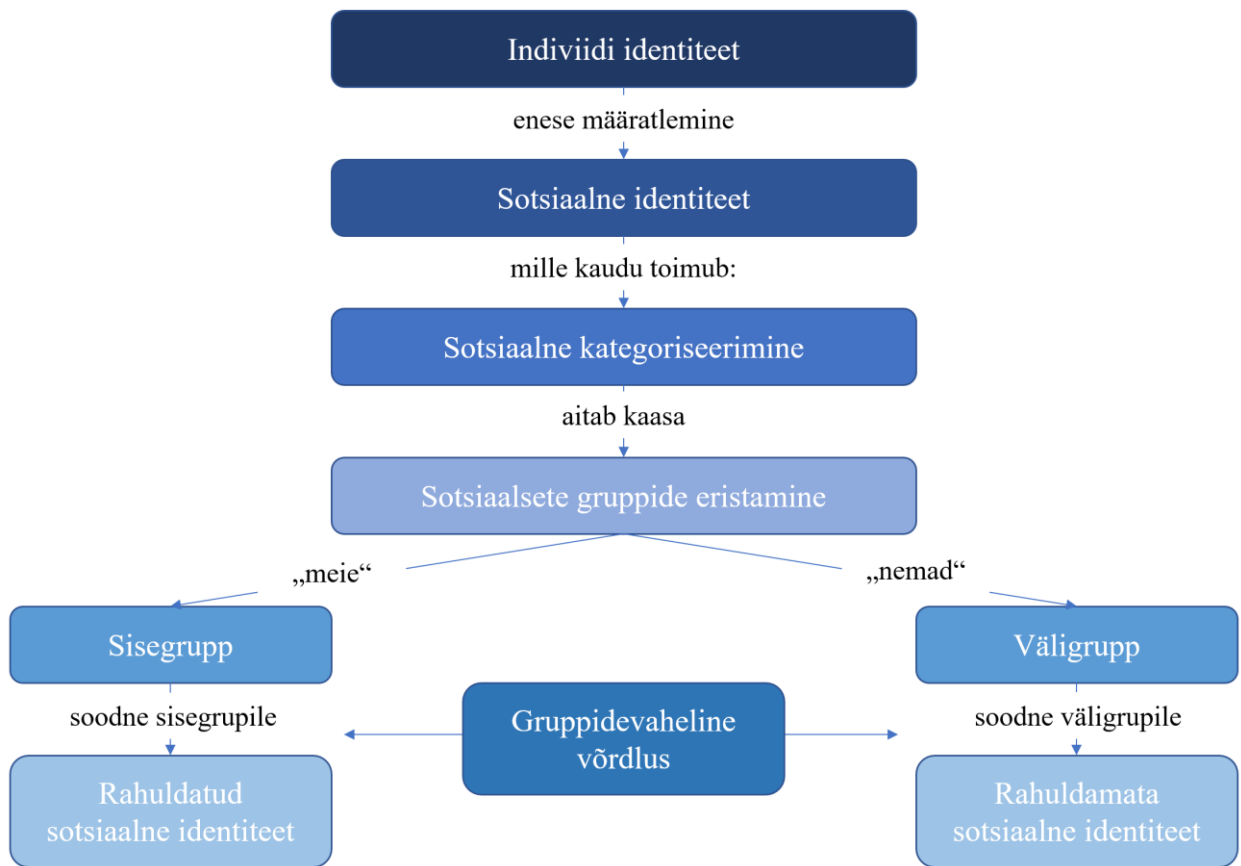 Indiviidi identiteet
enese määratlemine
Sotsiaalne identiteet
mille kaudu toimub:
Sotsiaalne kategoriseerimine
aitab kaasa
Sotsiaalsete gruppide eristamine
„meie“
„nemad“
Sisegrupp
Väligrupp
soodne sisegrupile
Gruppidevaheline
võrdlus
soodne väligrupile
Rahuldatud
sotsiaalne identiteet
Rahuldamata
sotsiaalne identiteet